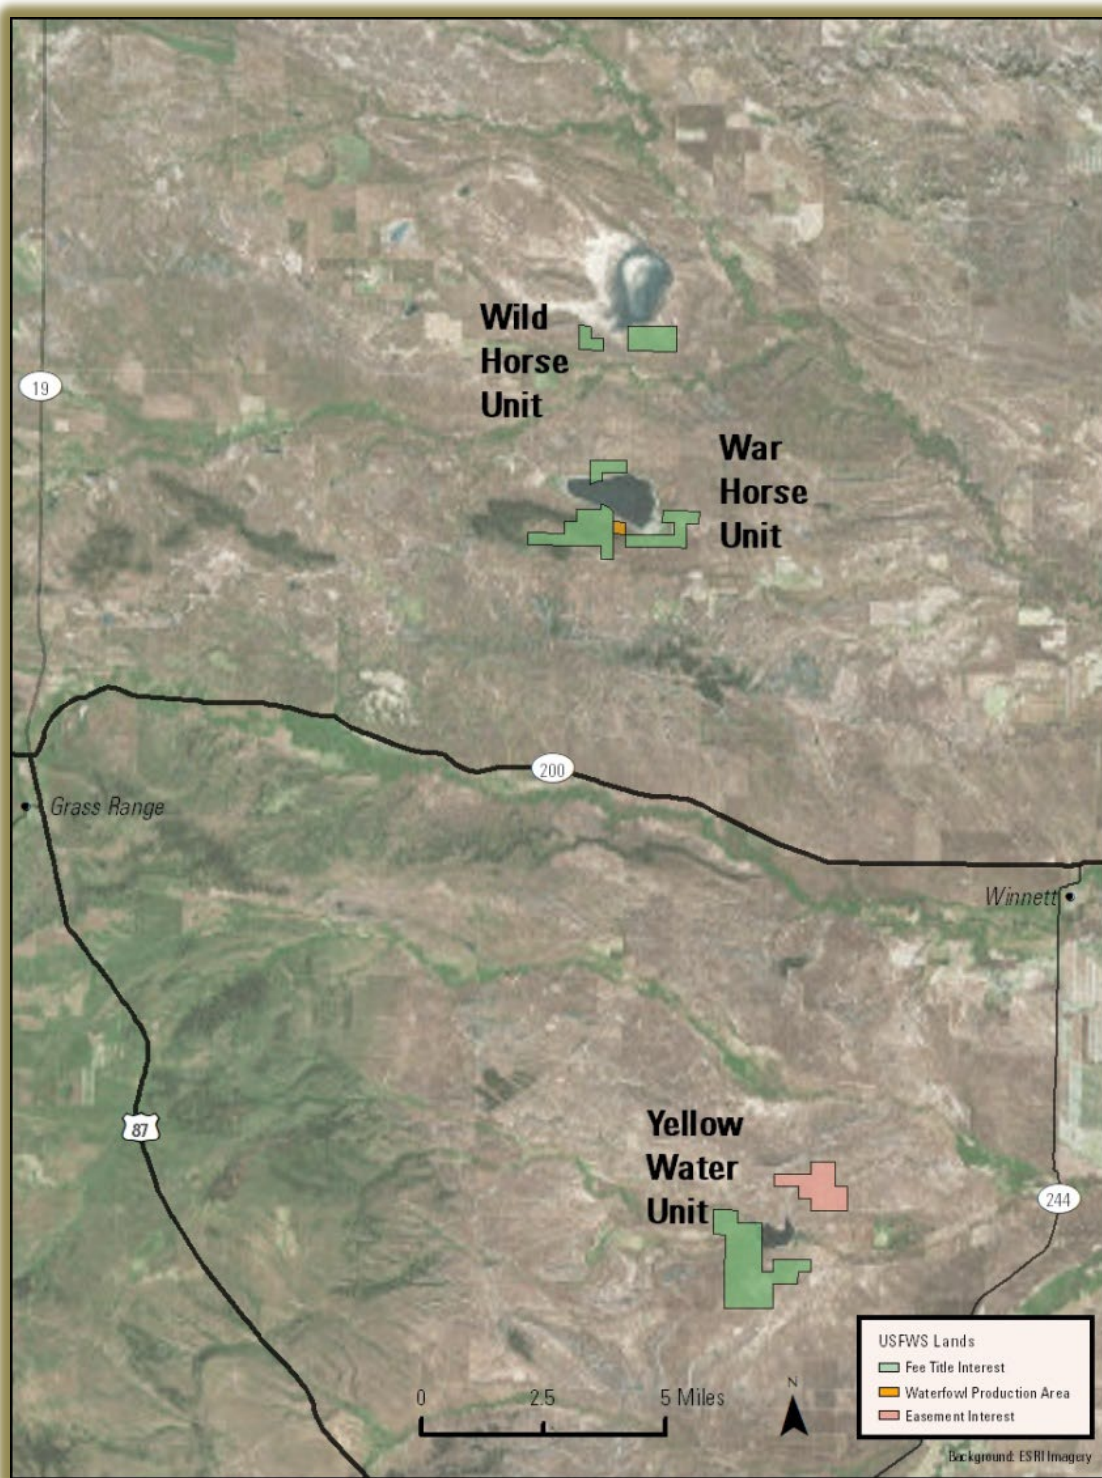 Wild
Horse
Unit
19
War
Horse
Unit
200
Grass Range
Winnett
87
Yellow
Water
Unit
244
USFWS Lands
Fee Title Interest
Waterfowl Production Area
Easement Interest
0 2.5 5 Miles
N
Background: ESRI Imagery